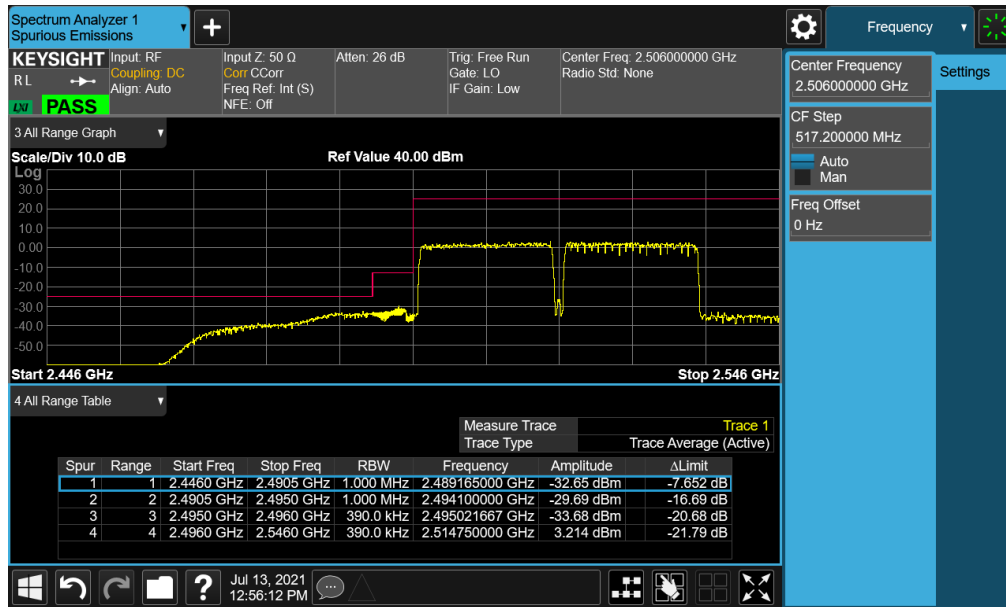 Spectrum Analyzer 1
Spurious Emissions
+
Frequency
KEYSIGHT
R L
LXI
PASS
Input: RF
Coupling: DC
Align: Auto
Input Z: 50 Ω
Corr CCorr
Freq Ref: Int (S)
NFE: Off
Atten: 26 dB
Trig: Free Run
Gate: LO
IF Gain: Low
Center Freq: 2.506000000 GHz
Radio Std: None
Center Frequency
2.506000000 GHz
Settings
CF Step
517.200000 MHz
Auto
Man
Freq Offset
0 Hz
3 All Range Graph
Scale/Div 10.0 dB
Ref Value 40.00 dBm
Log
30.0
20.0
10.0
0.00
-10.0
-20.0
-30.0
-40.0
-50.0
Start 2.446 GHz
Stop 2.546 GHz
4 All Range Table
Measure Trace Trace 1
Trace Type Trace Average (Active)
Spur Range Start Freq Stop Freq RBW Frequency Amplitude ΔLimit
1 1 2.4460 GHz 2.4905 GHz 1.000 MHz 2.489165000 GHz -32.65 dBm -7.652 dB
2 2 2.4905 GHz 2.4950 GHz 1.000 MHz 2.494100000 GHz -29.69 dBm -16.69 dB
3 3 2.4950 GHz 2.4960 GHz 390.0 kHz 2.495021667 GHz -33.68 dBm -20.68 dB
4 4 2.4960 GHz 2.5460 GHz 390.0 kHz 2.514750000 GHz 3.214 dBm -21.79 dB
?
Jul 13, 2021
12:56:12 PM